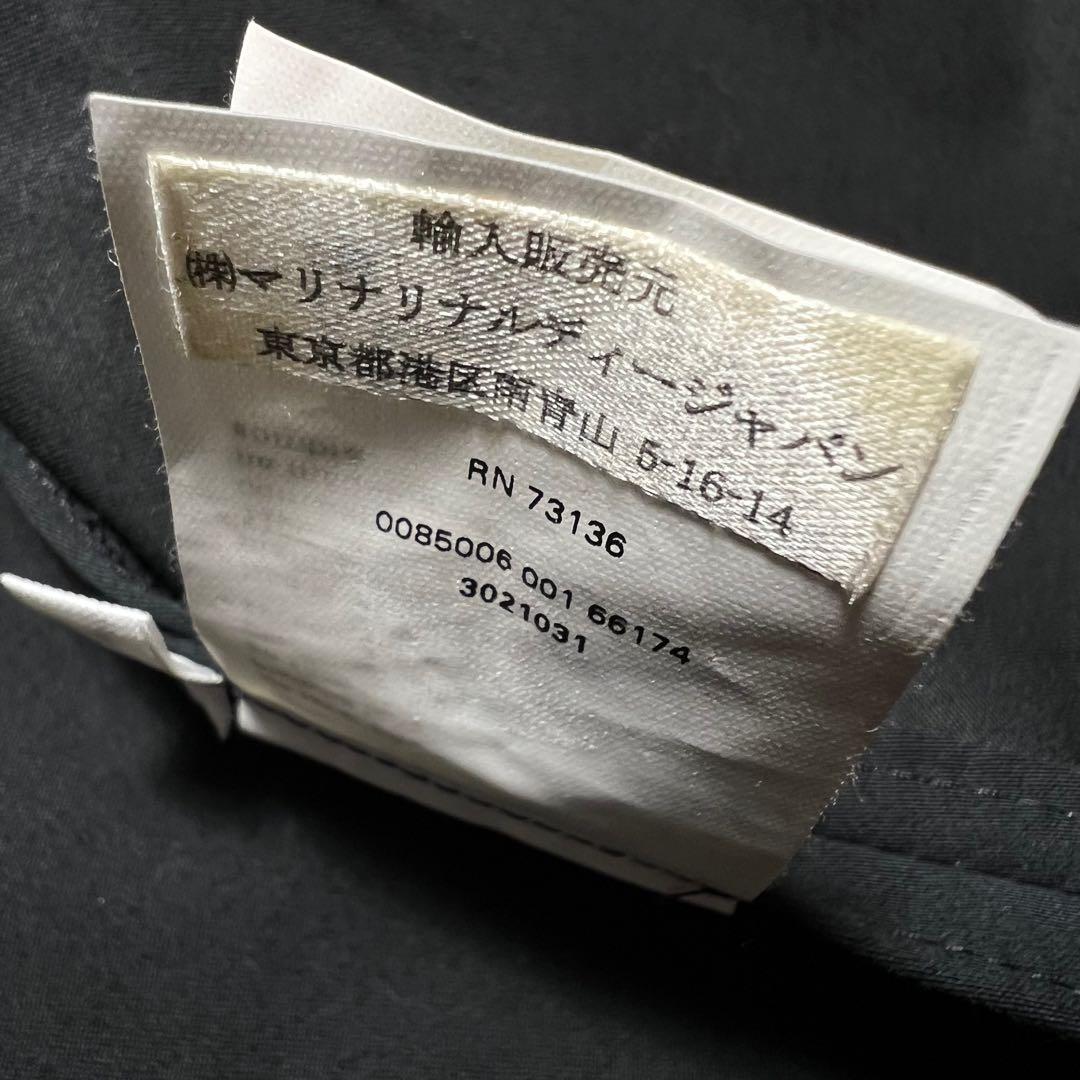 輸入販売元
㈱マリナリナルディージャパン
東京都港区南青山 5-16-14
RN 73136
0085006 001 66174
3021031